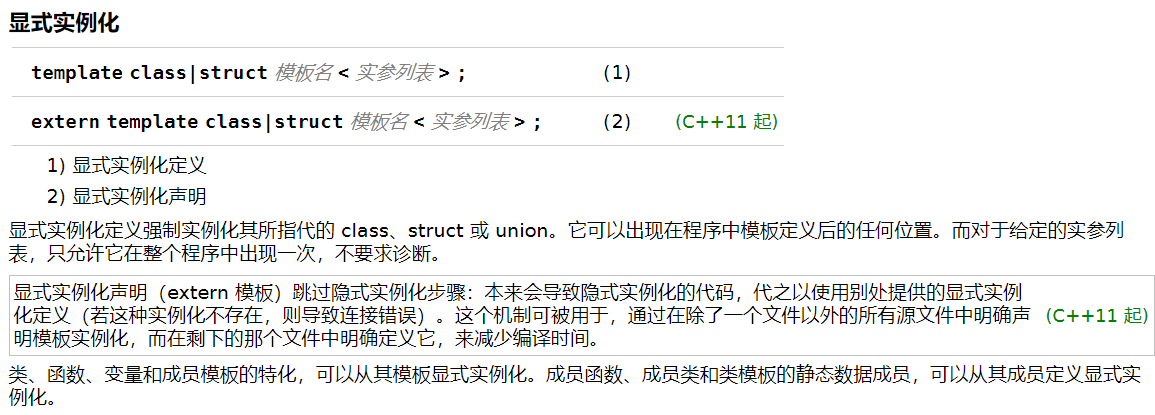 显式实例化
template class|struct 模板名 < 实参列表 > ; (1)
extern template class|struct 模板名 < 实参列表 > ; (2) (C++11 起)
1) 显式实例化定义
2) 显式实例化声明
显式实例化定义强制实例化其所指代的 class、struct 或 union。它可以出现在程序中模板定义后的任何位置。而对于给定的实参列
表，只允许它在整个程序中出现一次，不要求诊断。
显式实例化声明（extern 模板）跳过隐式实例化步骤：本来会导致隐式实例化的代码，代之以使用别处提供的显式实例
化定义（若这种实例化不存在，则导致连接错误）。这个机制可被用于，通过在除了一个文件以外的所有源文件中明确声 (C++11 起)
明模板实例化，而在剩下的那个文件中明确定义它，来减少编译时间。
类、函数、变量和成员模板的特化，可以从其模板显式实例化。成员函数、成员类和类模板的静态数据成员，可以从其成员定义显式实
例化。